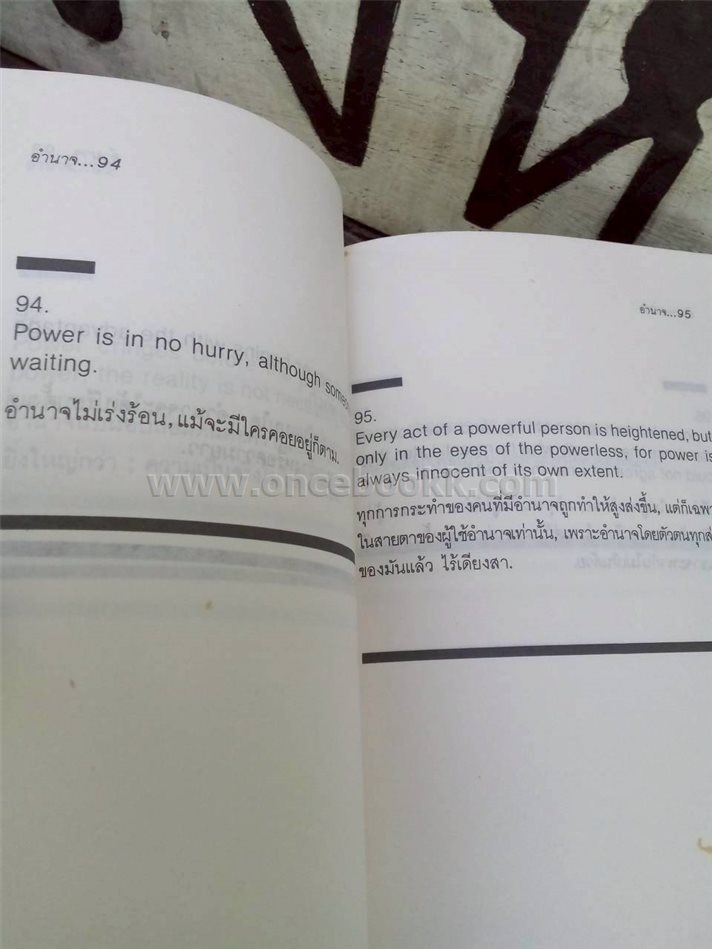 อำนาจ...94
94.
Power is in no hurry, although
waiting.
อำนาจไม่เร่งร้อน, แม้จะมีใครคอยอยู่ก็ตาม.
www.oncebookk.com
อำนาจ...95
95.
Every act of a powerful person is heightened, but
only in the eyes of the powerless, for power is
always innocent of its own extent.
ทุกการกระทำของคนที่มีอำนาจถูกทำให้สูงส่งขึ้น, แต่ก็เฉพา
ในสายตาของผู้ใช้อำนาจเท่านั้น, เพราะอำนาจโดยตัวตนทุกส่
ของมันแล้ว ไร้เดียงสา.